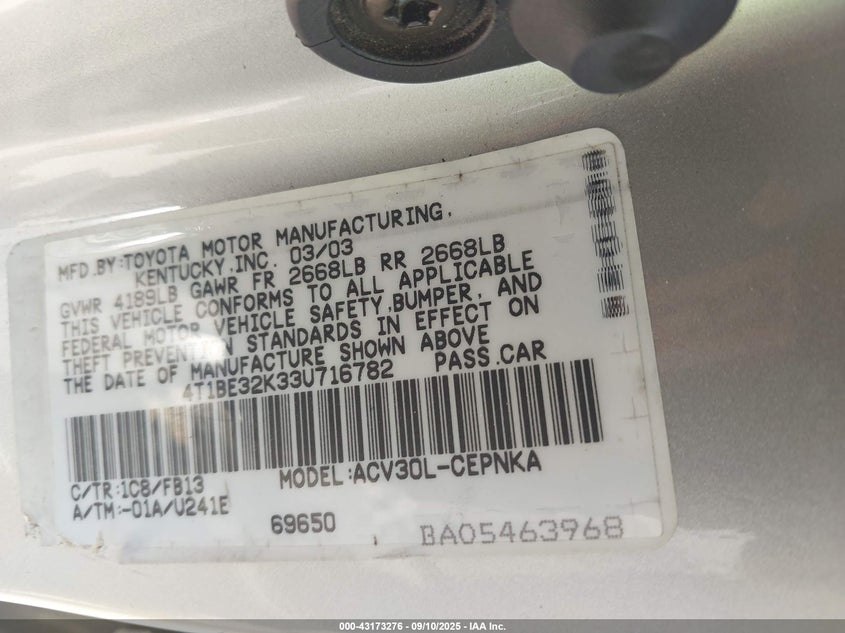 MFD.BY:TOYOTA MOTOR MANUFACTURING,
KENTUCKY,INC. 03/03
GVWR 4189LB GAWR FR 2668LB RR 2668LB
THIS VEHICLE CONFORMS TO ALL APPLICABLE
FEDERAL MOTOR VEHICLE SAFETY,BUMPER, AND
THEFT PREVENTION STANDARDS IN EFFECT ON
THE DATE OF MANUFACTURE SHOWN ABOVE
4T1BE32K33U716782 PASS.CAR
C/TR:1C8/FB13 MODEL:ACV30L-CEPNKA
A/TM:-01A/U241E
69650 BA05463968
000-43173276 - 09/10/2025 - IAA Inc.